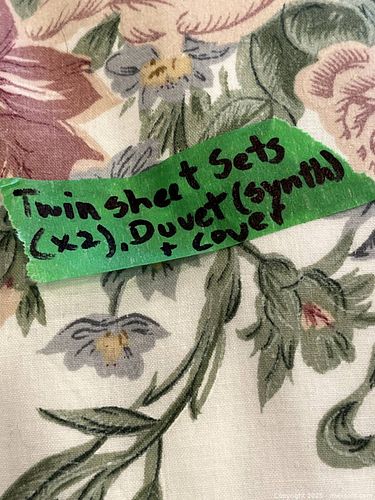 Twin sheet Sets
(x2). Duvet (synth)
+ cover